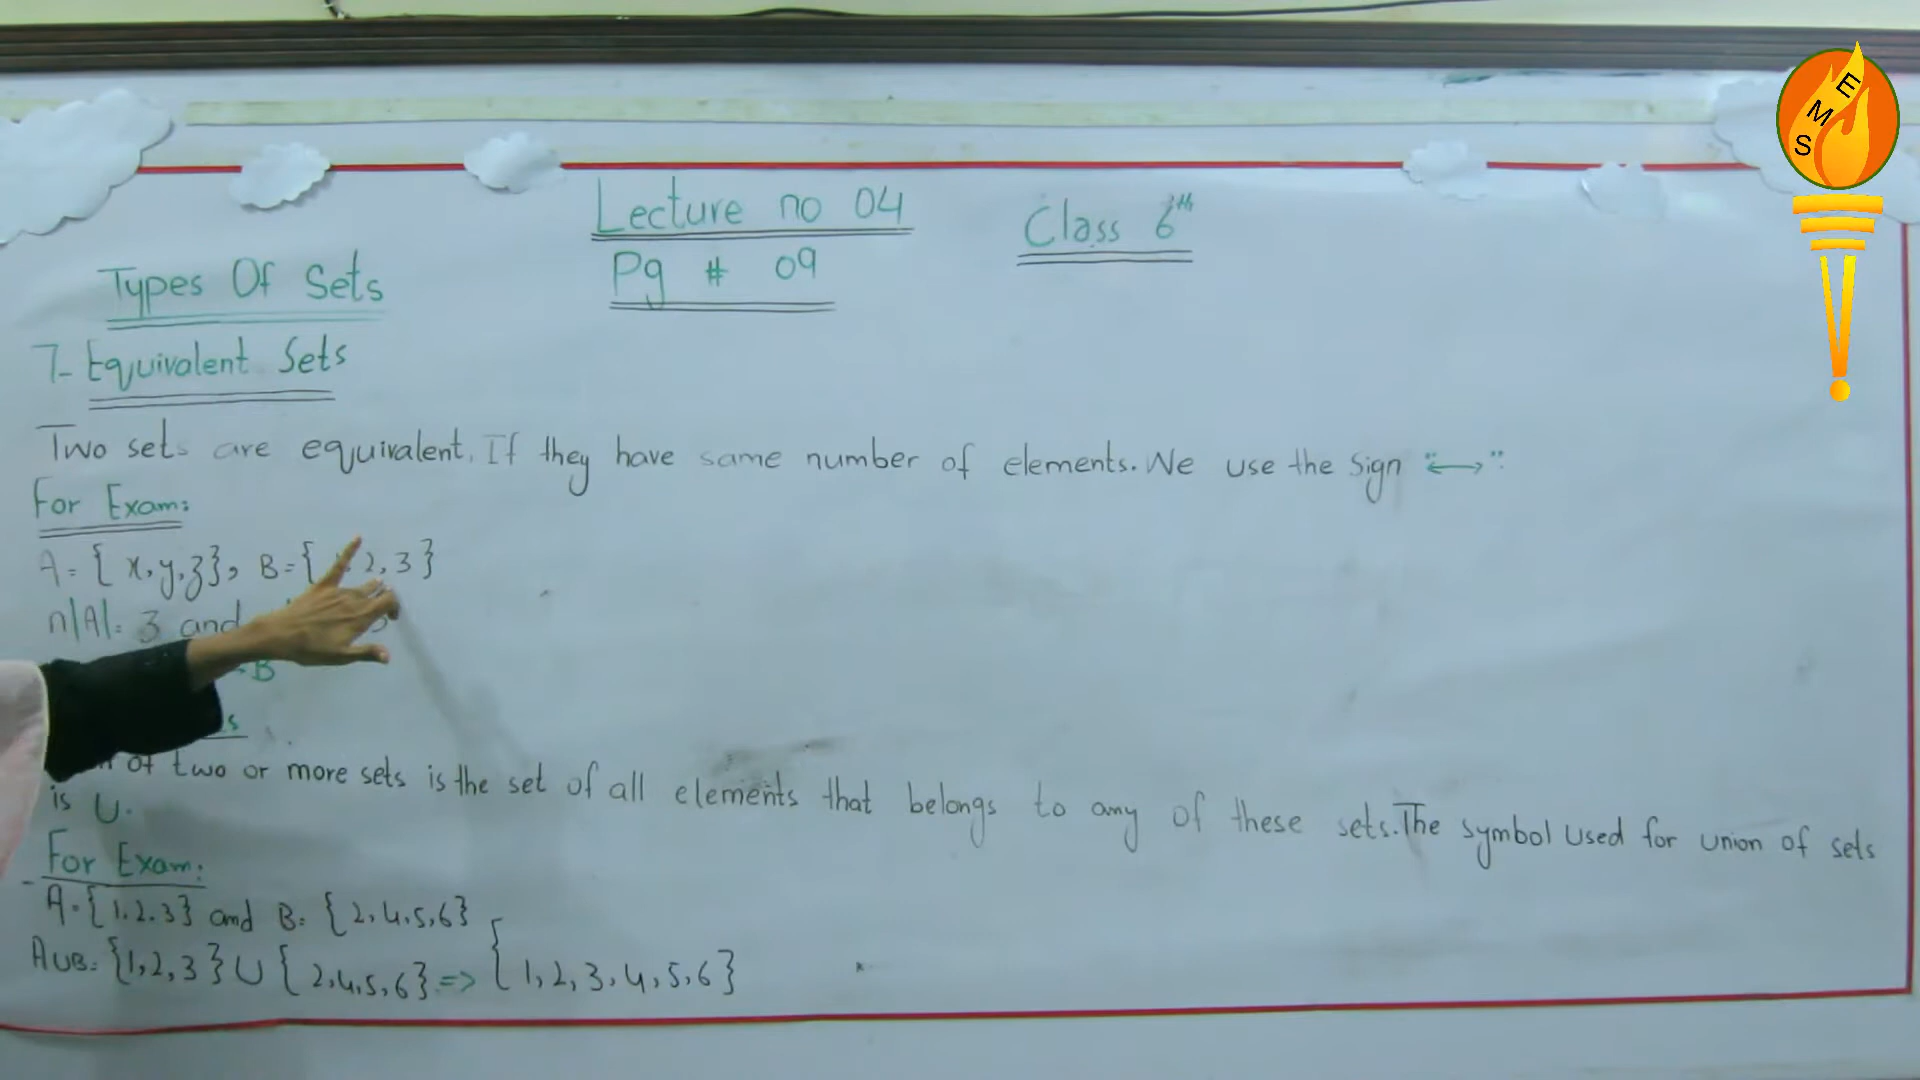 EMS
Lecture no 04
Class 6th
Pg # 09
Types Of Sets
7- Equivalent Sets
Two sets are equivalent. If they have same number of elements. We use the sign "⟷".
For Exam:
A = { x, y, z }, B = { 2, 3 }
n|A|= 3 and
B
of two or more sets is the set of all elements that belongs to any of these sets. The symbol used for union of sets
is U.
For Exam:
A = {1.2.3} and B = {2,4,5,6}
AUB = {1,2,3} U {2,4,5,6} => {1,2,3,4,5,6}